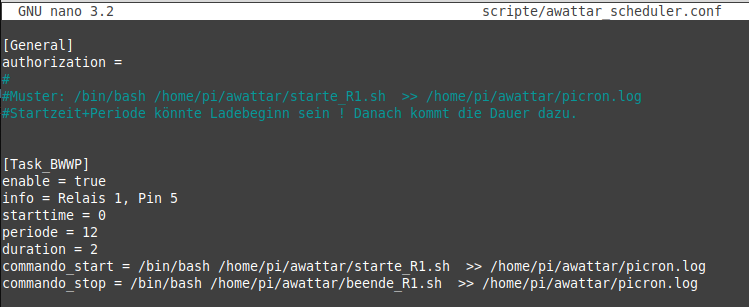 GNU nano 3.2 scripte/awattar_scheduler.conf
[General]
authorization =
#
#Muster: /bin/bash /home/pi/awattar/starte_R1.sh  >> /home/pi/awattar/picron.log
#Startzeit+Periode könnte Ladebeginn sein ! Danach kommt die Dauer dazu.
[Task_BWWP]
enable = true
info = Relais 1, Pin 5
starttime = 0
periode = 12
duration = 2
commando_start = /bin/bash /home/pi/awattar/starte_R1.sh  >> /home/pi/awattar/picron.log
commando_stop = /bin/bash /home/pi/awattar/beende_R1.sh  >> /home/pi/awattar/picron.log